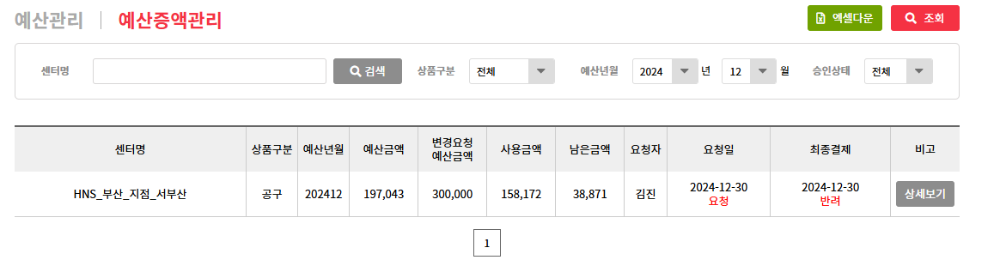 예산관리 | 예산증액관리 엑셀다운 조회
센터명 검색 상품구분 전체 예산년월 2024 년 12 월 승인상태 전체
센터명 상품구분 예산년월 예산금액 변경요청 예산금액 사용금액 남은금액 요청자 요청일 최종결제 비고
HNS_부산_지점_서부산 공구 202412 197,043 300,000 158,172 38,871 김진 2024-12-30 요청 2024-12-30 반려 상세보기
1